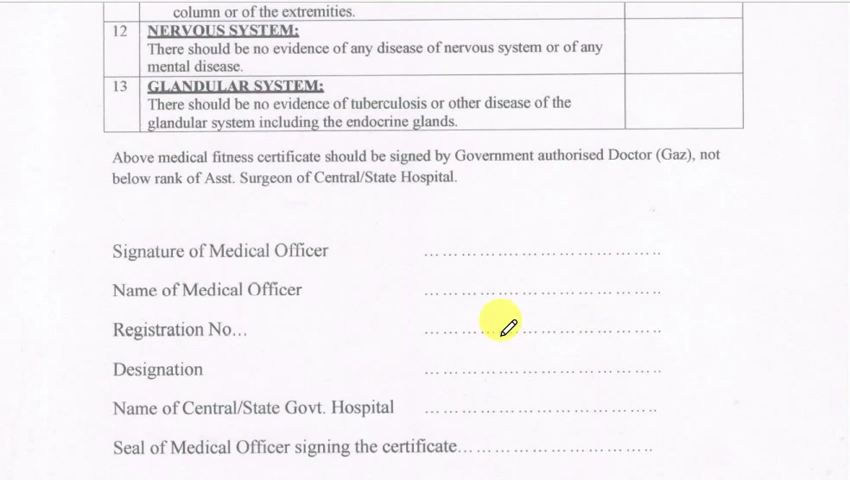 column or of the extremities.
12 NERVOUS SYSTEM:
There should be no evidence of any disease of nervous system or of any
mental disease.
13 GLANDULAR SYSTEM:
There should be no evidence of tuberculosis or other disease of the
glandular system including the endocrine glands.
Above medical fitness certificate should be signed by Government authorised Doctor (Gaz), not
below rank of Asst. Surgeon of Central/State Hospital.
Signature of Medical Officer ……………………………………
Name of Medical Officer ……………………………………
Registration No... ……………………………………
Designation ……………………………………
Name of Central/State Govt. Hospital ……………………………………
Seal of Medical Officer signing the certificate……………………………